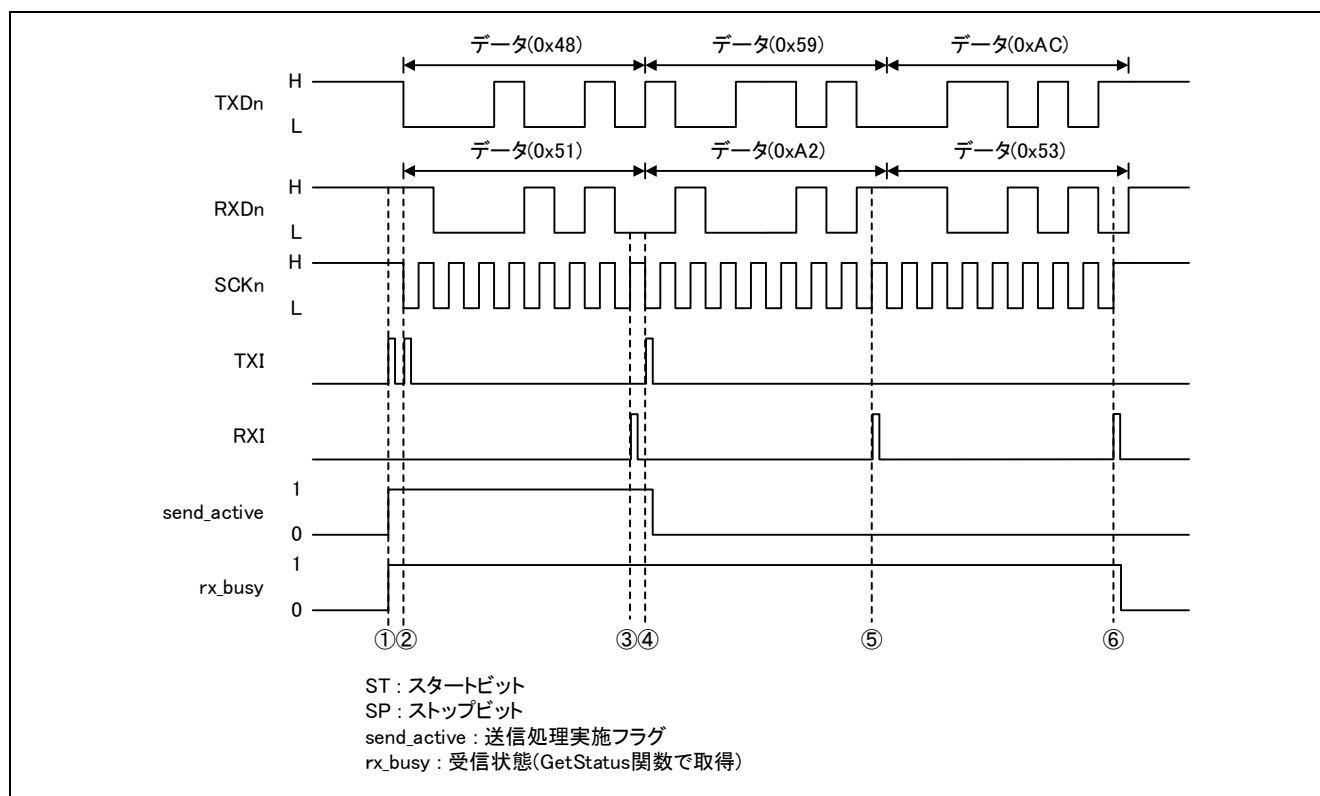 データ(0x48) データ(0x59) データ(0xAC)
H
TXDn
L
データ(0x51) データ(0xA2) データ(0x53)
H
RXDn
L
H
SCKn
L
TXI
RXI
1
send_active
0
1
rx_busy
0
①② ③④ ⑤ ⑥
ST : スタートビット
SP : ストップビット
send_active : 送信処理実施フラグ
rx_busy : 受信状態(GetStatus関数で取得)